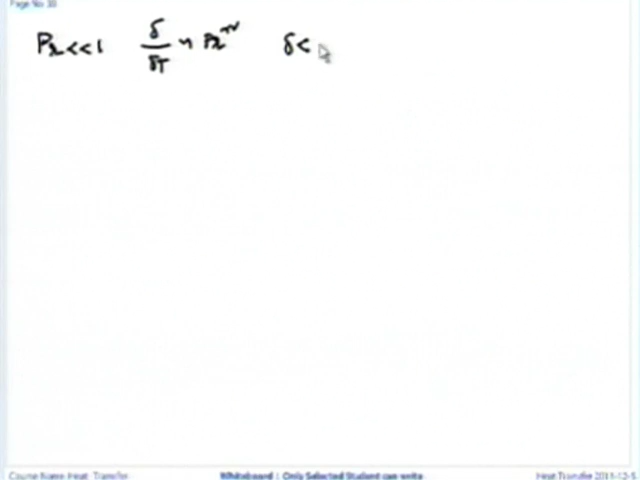 Page No 30
Pr<<1 δ/δT ~ Pr^n δ<
Course Name: Heat Transfer Whiteboard | Only Selected Student can write Heat Transfer 2011-12-S